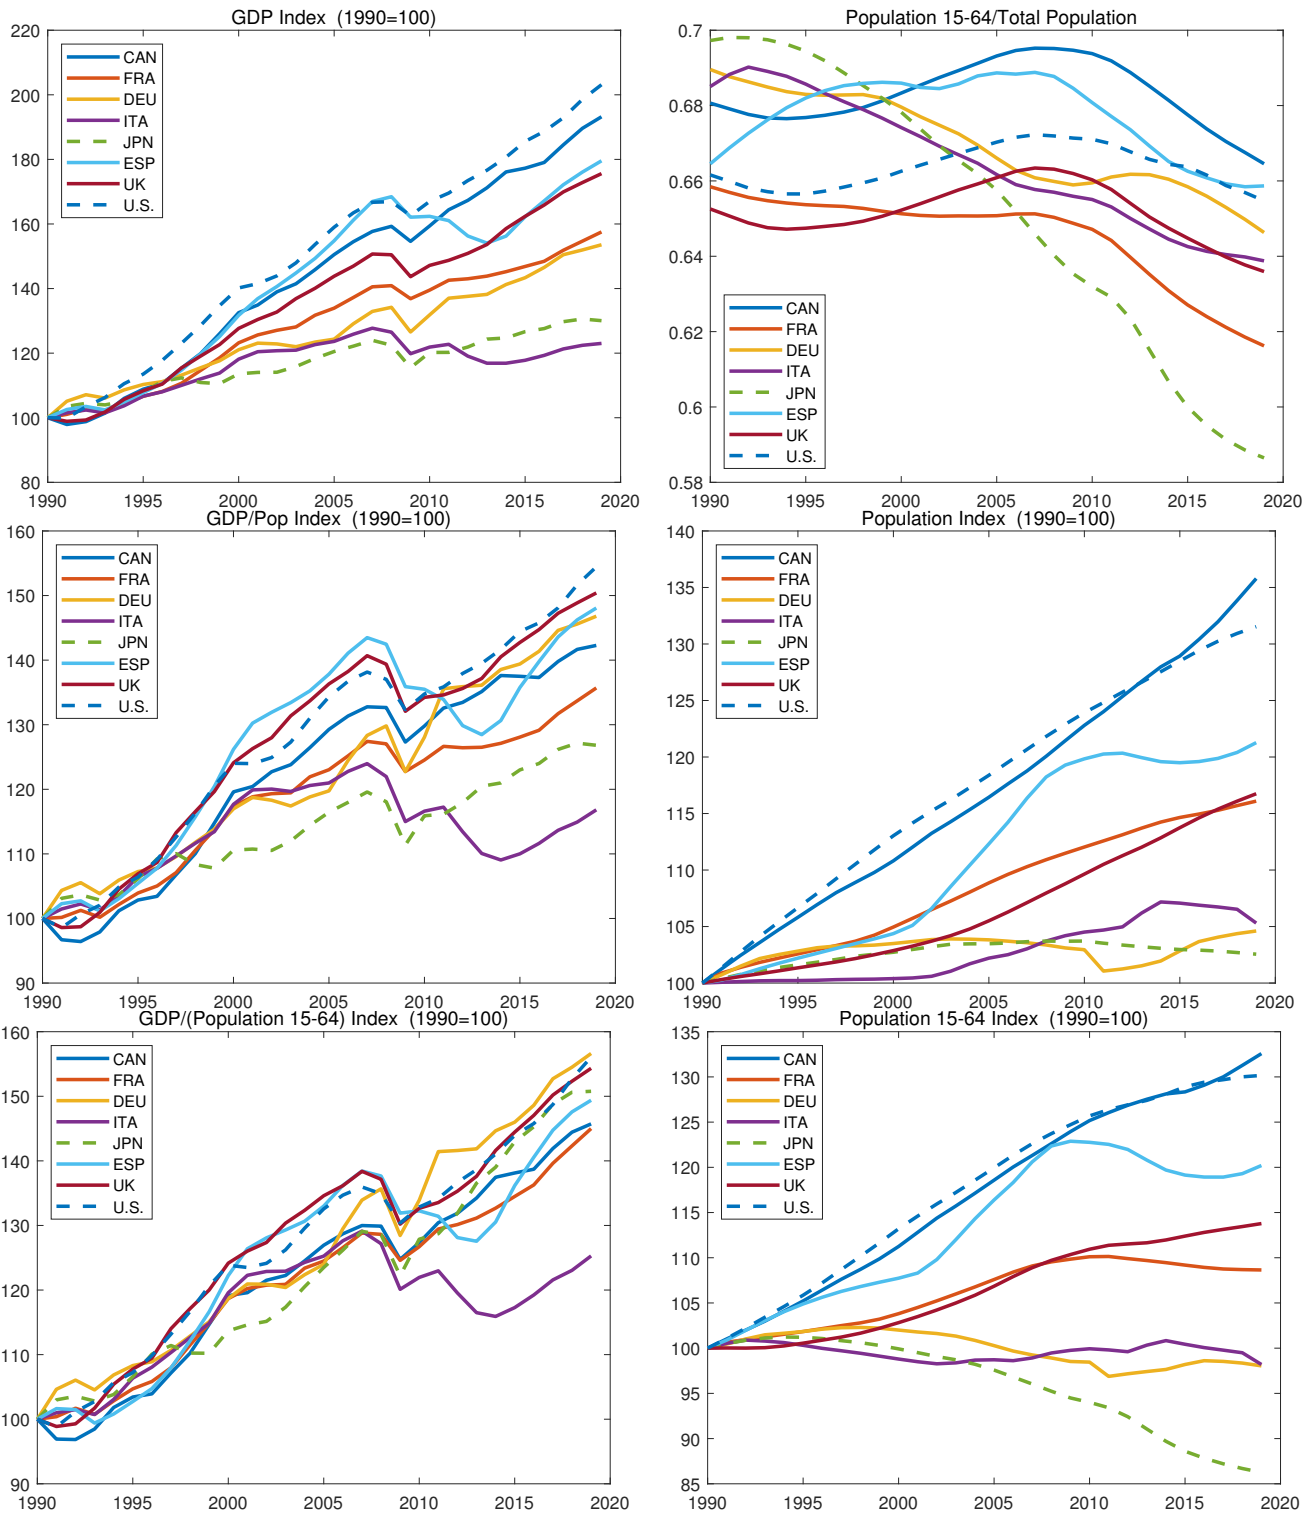 GDP Index (1990=100)
220
200
180
160
140
120
100
80
1990
1995
2000
2005
2010
2015
2020
CAN
FRA
DEU
ITA
JPN
ESP
UK
U.S.
Population 15-64/Total Population
0.7
0.68
0.66
0.64
0.62
0.6
0.58
1990
1995
2000
2005
2010
2015
2020
CAN
FRA
DEU
ITA
JPN
ESP
UK
U.S.
GDP/Pop Index (1990=100)
160
150
140
130
120
110
100
90
1990
1995
2000
2005
2010
2015
2020
CAN
FRA
DEU
ITA
JPN
ESP
UK
U.S.
Population Index (1990=100)
140
135
130
125
120
115
110
105
100
1990
1995
2000
2005
2010
2015
2020
CAN
FRA
DEU
ITA
JPN
ESP
UK
U.S.
GDP/(Population 15-64) Index (1990=100)
160
150
140
130
120
110
100
90
1990
1995
2000
2005
2010
2015
2020
CAN
FRA
DEU
ITA
JPN
ESP
UK
U.S.
Population 15-64 Index (1990=100)
135
130
125
120
115
110
105
100
95
90
85
1990
1995
2000
2005
2010
2015
2020
CAN
FRA
DEU
ITA
JPN
ESP
UK
U.S.